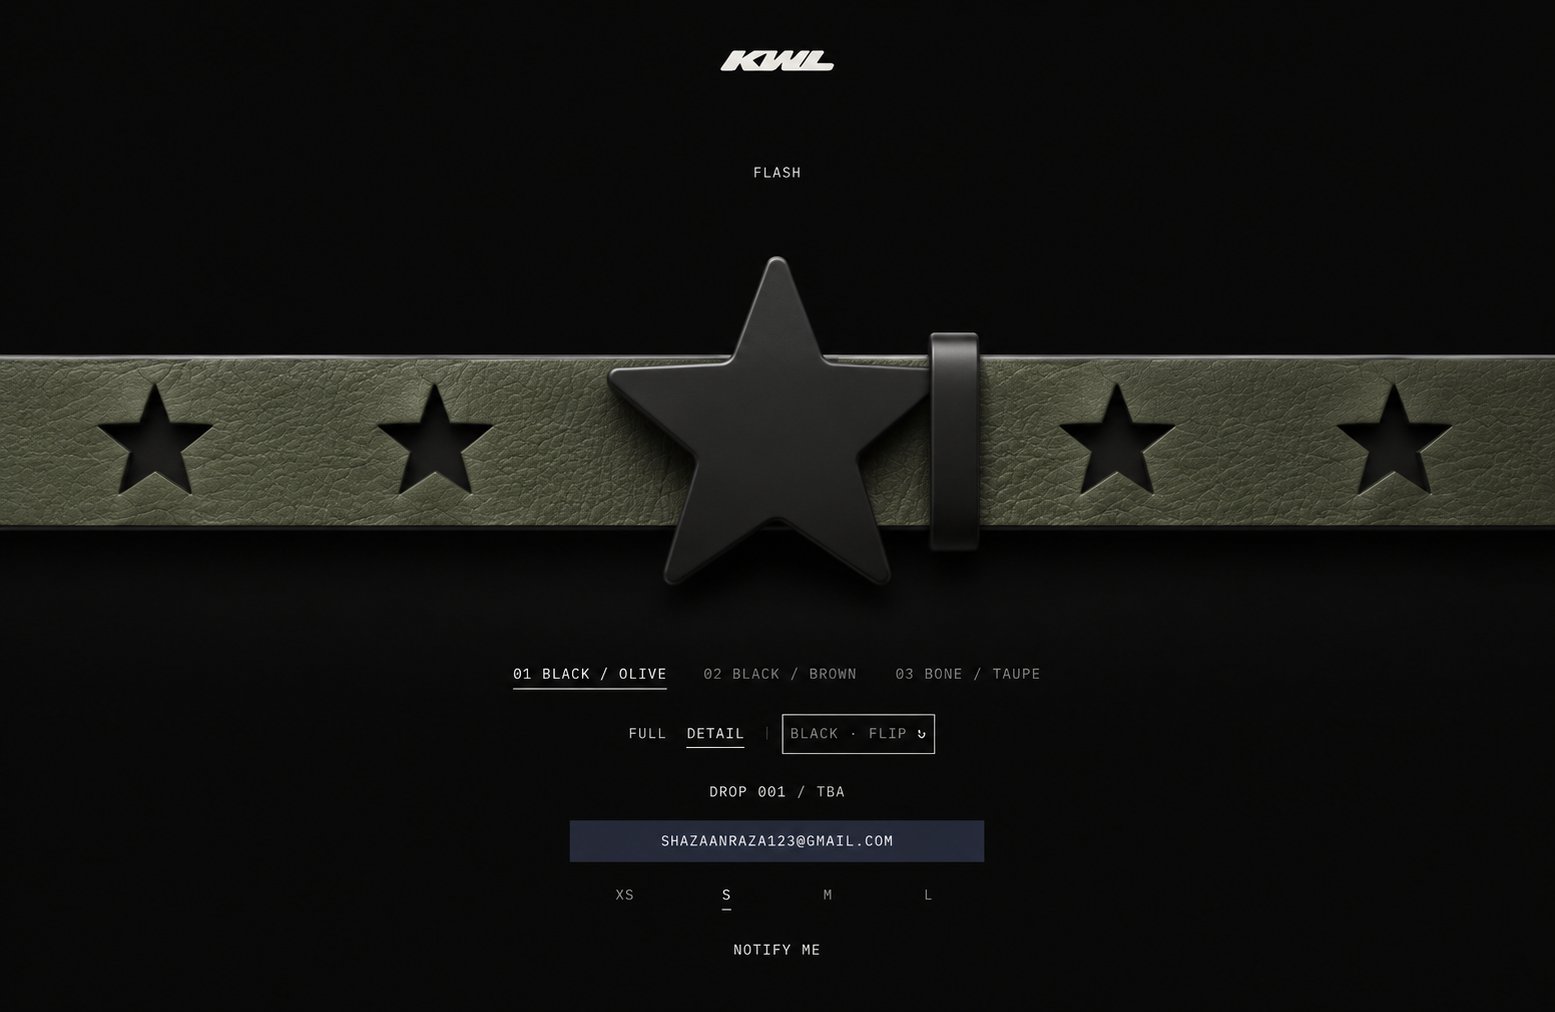 KWL
FLASH
01 BLACK / OLIVE 02 BLACK / BROWN 03 BONE / TAUPE
FULL DETAIL | BLACK · FLIP ↻
DROP 001 / TBA
SHAZAANRAZA123@GMAIL.COM
XS S M L
NOTIFY ME